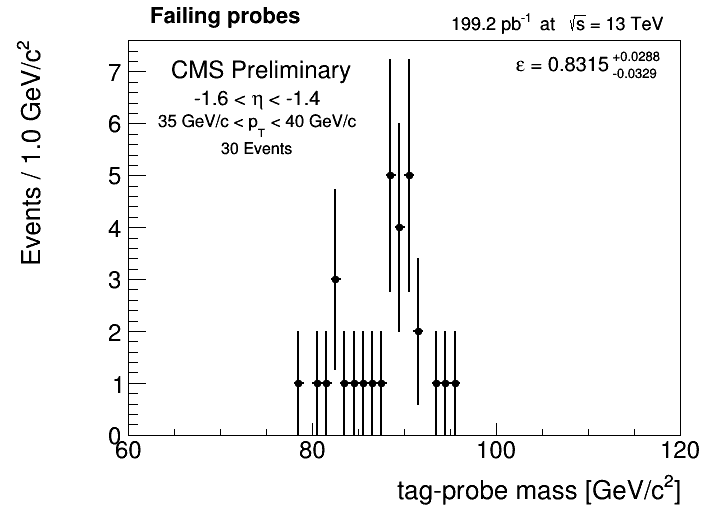 Failing probes
199.2 pb⁻¹ at √s = 13 TeV
CMS Preliminary
ε = 0.8315 +0.0288 -0.0329
-1.6 < η < -1.4
35 GeV/c < p_T < 40 GeV/c
30 Events
Events / 1.0 GeV/c²
7
6
5
4
3
2
1
0
60 80 100 120
tag-probe mass [GeV/c²]